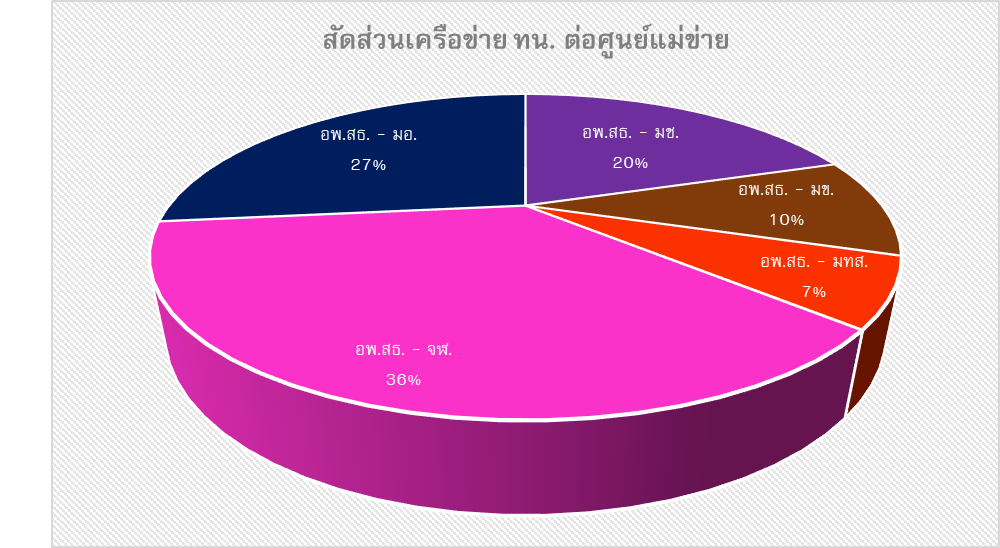 สัดส่วนเครือข่าย ทน. ต่อศูนย์แม่ข่าย
อพ.สธ. - มอ.
27%
อพ.สธ. - มช.
20%
อพ.สธ. - มข.
10%
อพ.สธ. - มทส.
7%
อพ.สธ. - จฬ.
36%